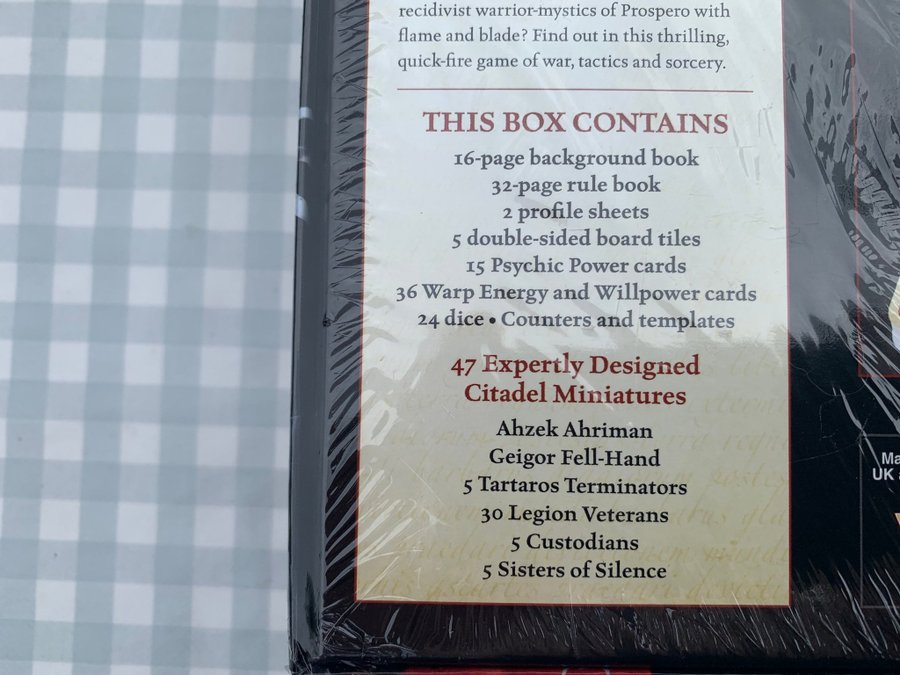 recidivist warrior-mystics of Prospero with
flame and blade? Find out in this thrilling,
quick-fire game of war, tactics and sorcery.
THIS BOX CONTAINS
16-page background book
32-page rule book
2 profile sheets
5 double-sided board tiles
15 Psychic Power cards
36 Warp Energy and Willpower cards
24 dice • Counters and templates
47 Expertly Designed
Citadel Miniatures
Ahzek Ahriman
Geigor Fell-Hand
5 Tartaros Terminators
30 Legion Veterans
5 Custodians
5 Sisters of Silence
UK